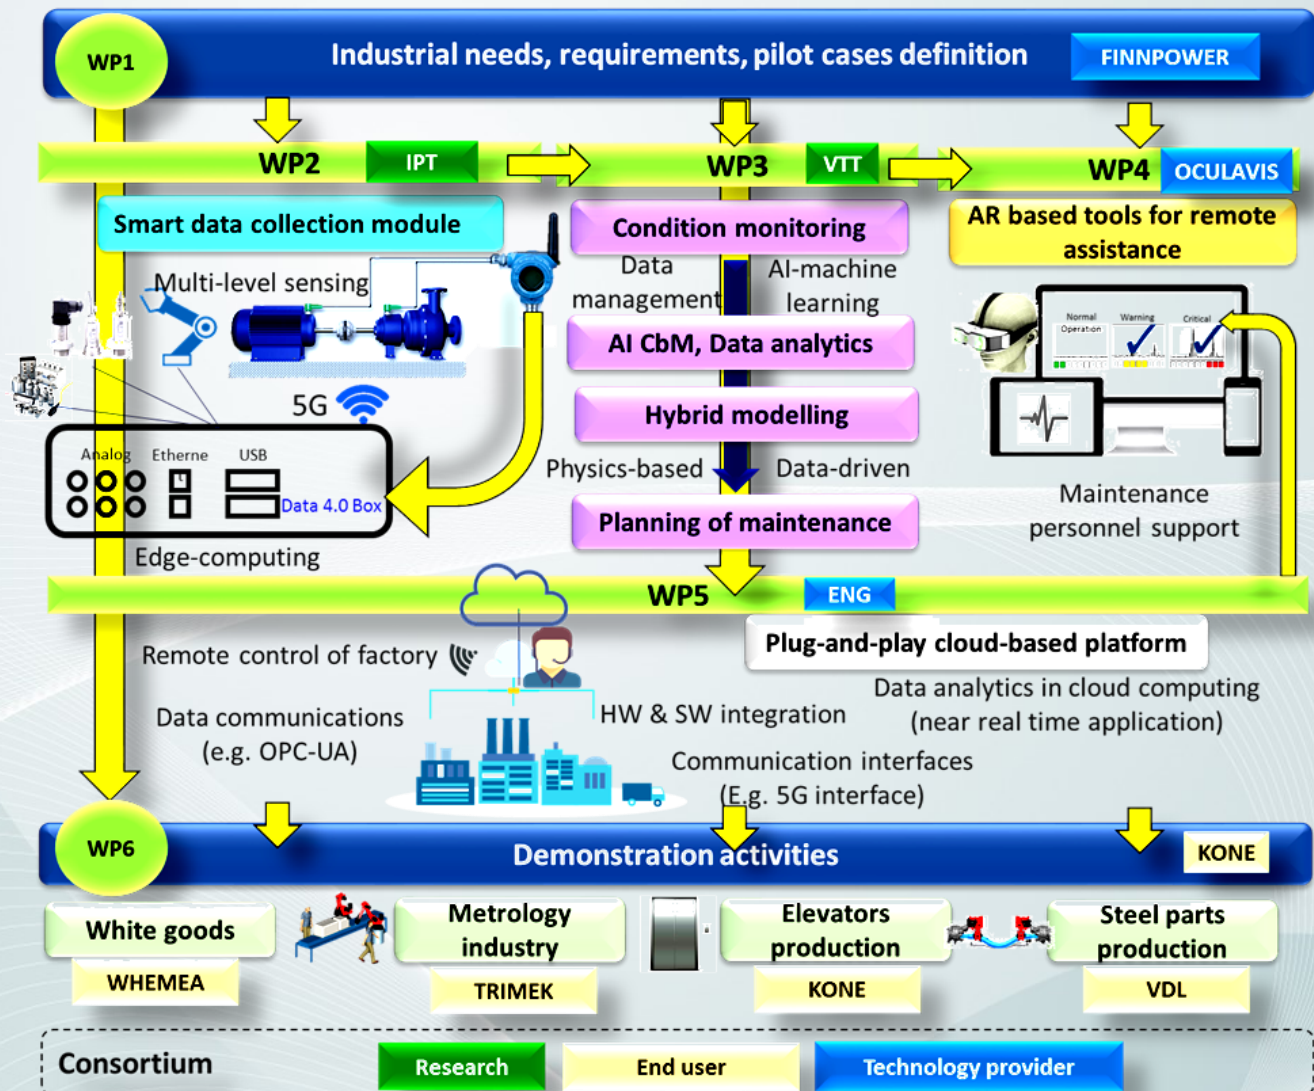 WP1
Industrial needs, requirements, pilot cases definition
FINNPOWER
WP2
IPT
WP3
VTT
WP4
OCULAVIS
Smart data collection module
Condition monitoring
AR based tools for remote
assistance
Multi-level sensing
Data
management
AI-machine
learning
Normal
Operation
Warning
Critical
AI CbM, Data analytics
5G
Hybrid modelling
Analog
Etherne
USB
Data 4.0 Box
Physics-based
Data-driven
Planning of maintenance
Maintenance
personnel support
Edge-computing
WP5
ENG
Plug-and-play cloud-based platform
Remote control of factory
Data analytics in cloud computing
(near real time application)
Data communications
(e.g. OPC-UA)
HW & SW integration
Communication interfaces
(E.g. 5G interface)
WP6
Demonstration activities
KONE
White goods
WHEMEA
Metrology
industry
TRIMEK
Elevators
production
KONE
Steel parts
production
VDL
Consortium
Research
End user
Technology provider